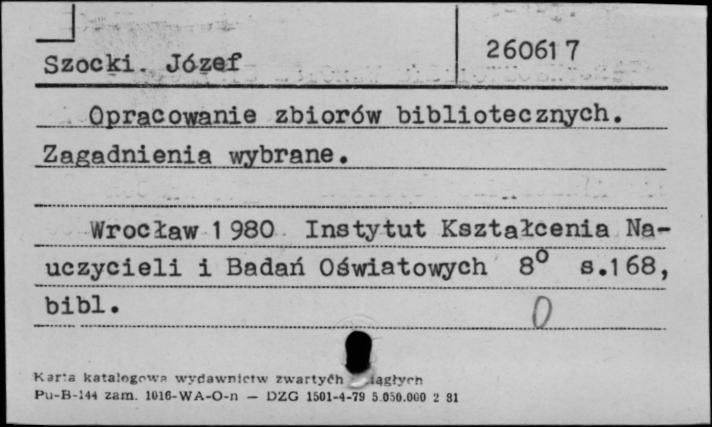 Szocki. Józef
260617
Opracowanie zbiorów bibliotecznych.
Zagadnienia wybrane.
Wrocław 1980 Instytut Kształcenia Na-
uczycieli i Badań Oświatowych 8° s.168,
bibl.
0
Karta katalogowa wydawnictw zwartych
Pu-B-144 zam. 1016-WA-O-n — DZG 1501-4-79 5.050.000 2 81